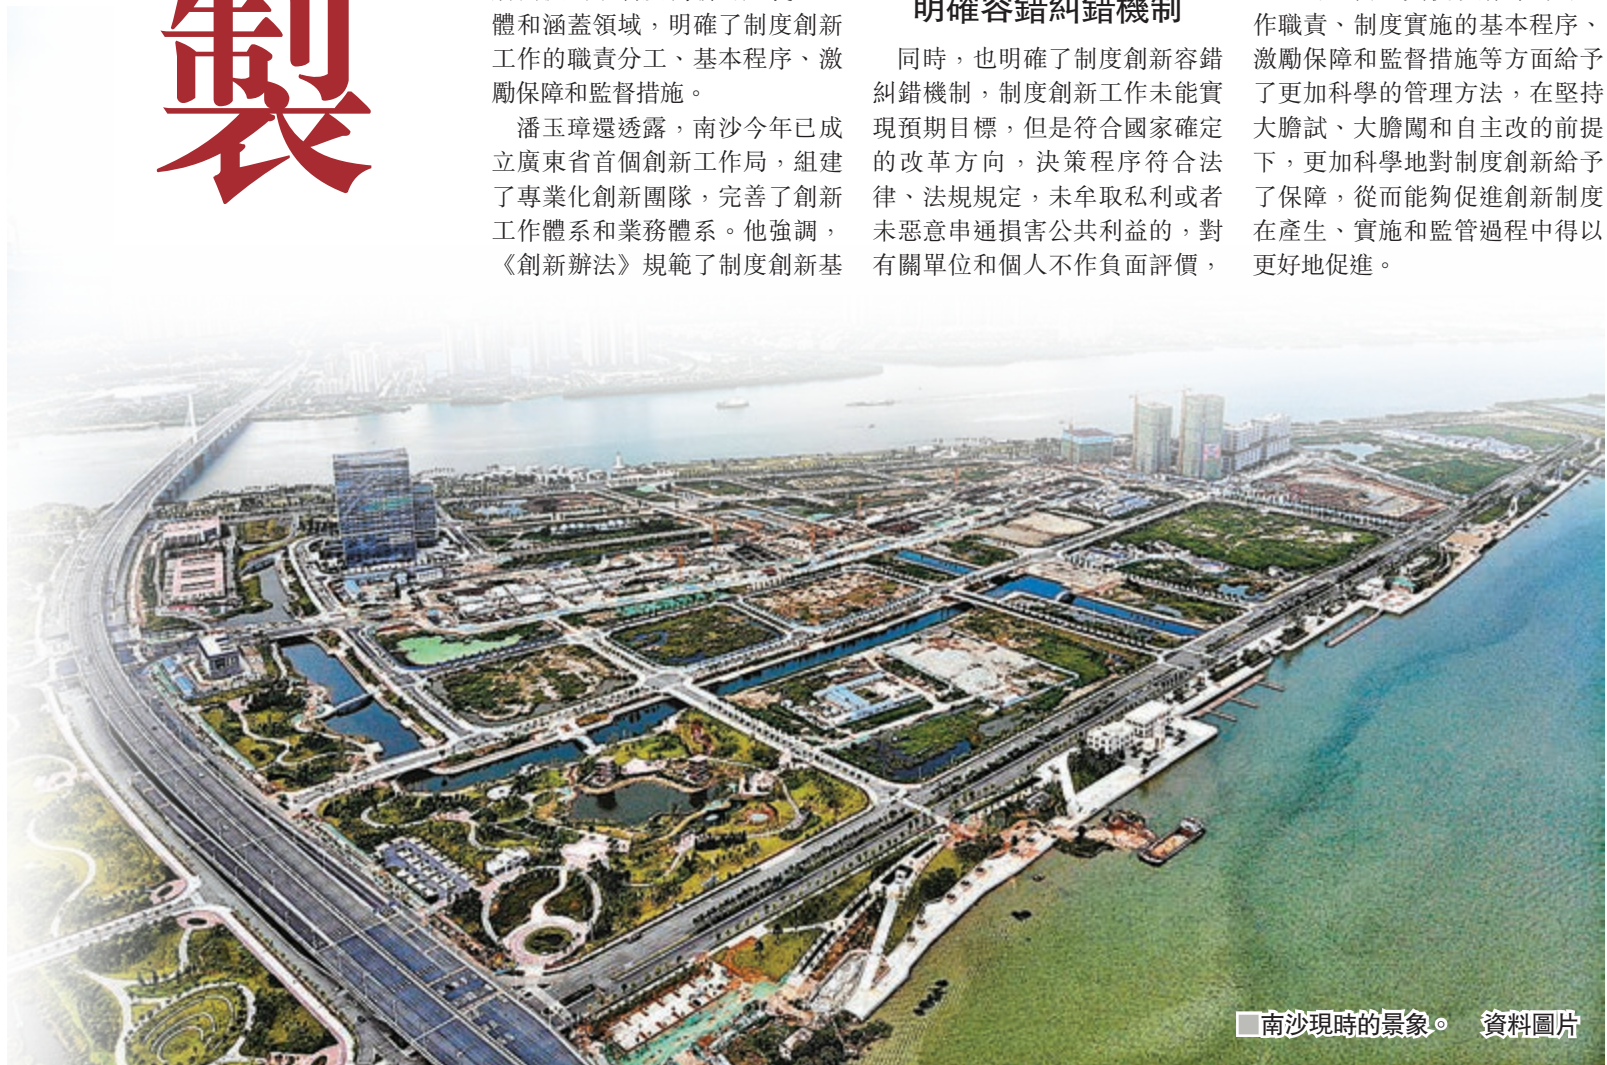 製
體和涵蓋領域，明確了制度創新
工作的職責分工、基本程序、激
勵保障和監督措施。
潘玉璋還透露，南沙今年已成
立廣東省首個創新工作局，組建
了專業化創新團隊，完善了創新
工作體系和業務體系。他強調，
《創新辦法》規範了制度創新基
明確容錯糾錯機制
同時，也明確了制度創新容錯
糾錯機制，制度創新工作未能實
現預期目標，但是符合國家確定
的改革方向，決策程序符合法
律、法規規定，未牟取私利或者
未惡意串通損害公共利益的，對
有關單位和個人不作負面評價，
作職責、制度實施的基本程序、
激勵保障和監督措施等方面給予
了更加科學的管理方法，在堅持
大膽試、大膽闖和自主改的前提
下，更加科學地對制度創新給予
了保障，從而能夠促進創新制度
在產生、實施和監管過程中得以
更好地促進。
■南沙現時的景象。 資料圖片